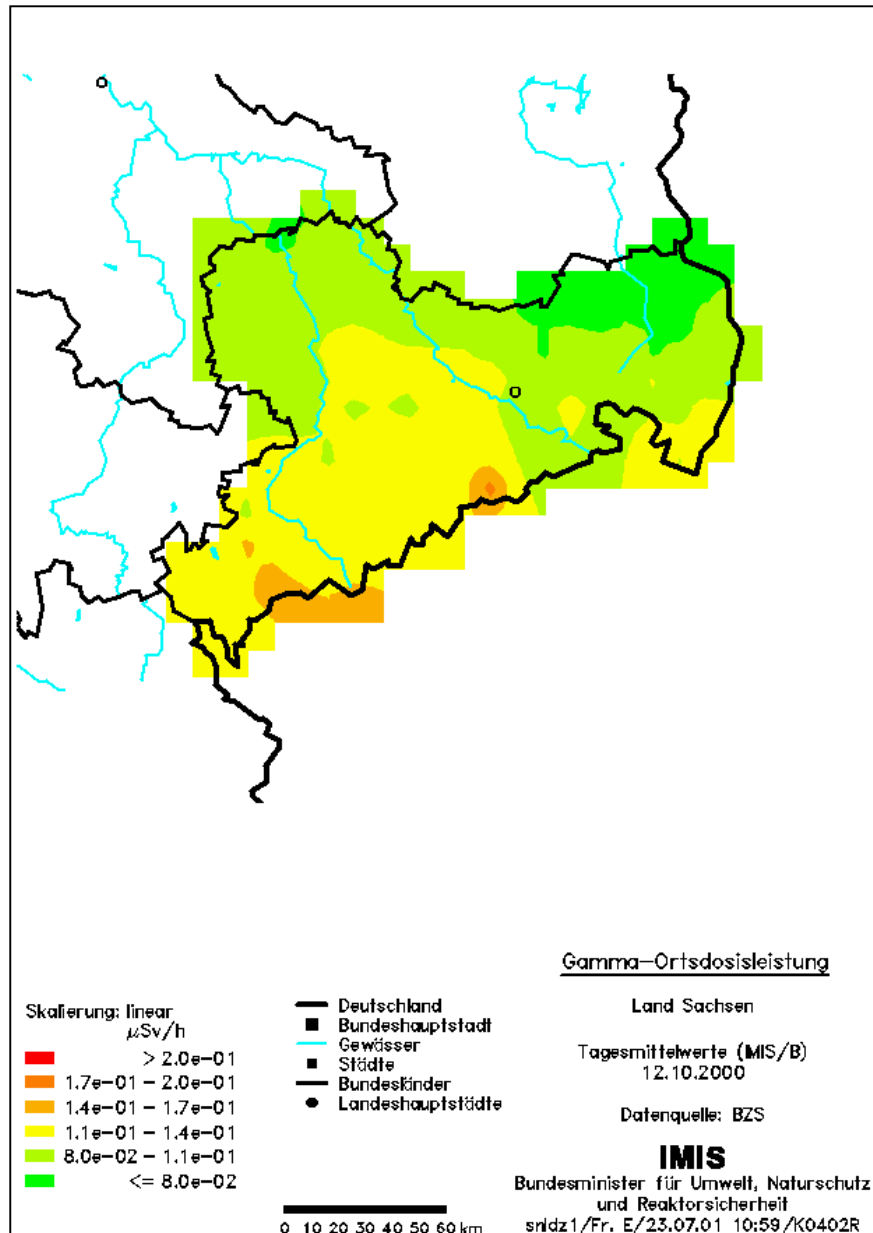 Gamma-Ortsdosisleistung
Land Sachsen
Tagesmittelwerte (IMIS/B)
12.10.2000
Datenquelle: BZS
IMIS
Bundesminister für Umwelt, Naturschutz
und Reaktorsicherheit
snldz1/Fr. E/23.07.01 10:59/K0402R
Skalierung: linear
µSv/h
> 2.0e-01
1.7e-01 - 2.0e-01
1.4e-01 - 1.7e-01
1.1e-01 - 1.4e-01
8.0e-02 - 1.1e-01
<= 8.0e-02
Deutschland
Bundeshauptstadt
Gewässer
Städte
Bundesländer
Landeshauptstädte
0 10 20 30 40 50 60 km